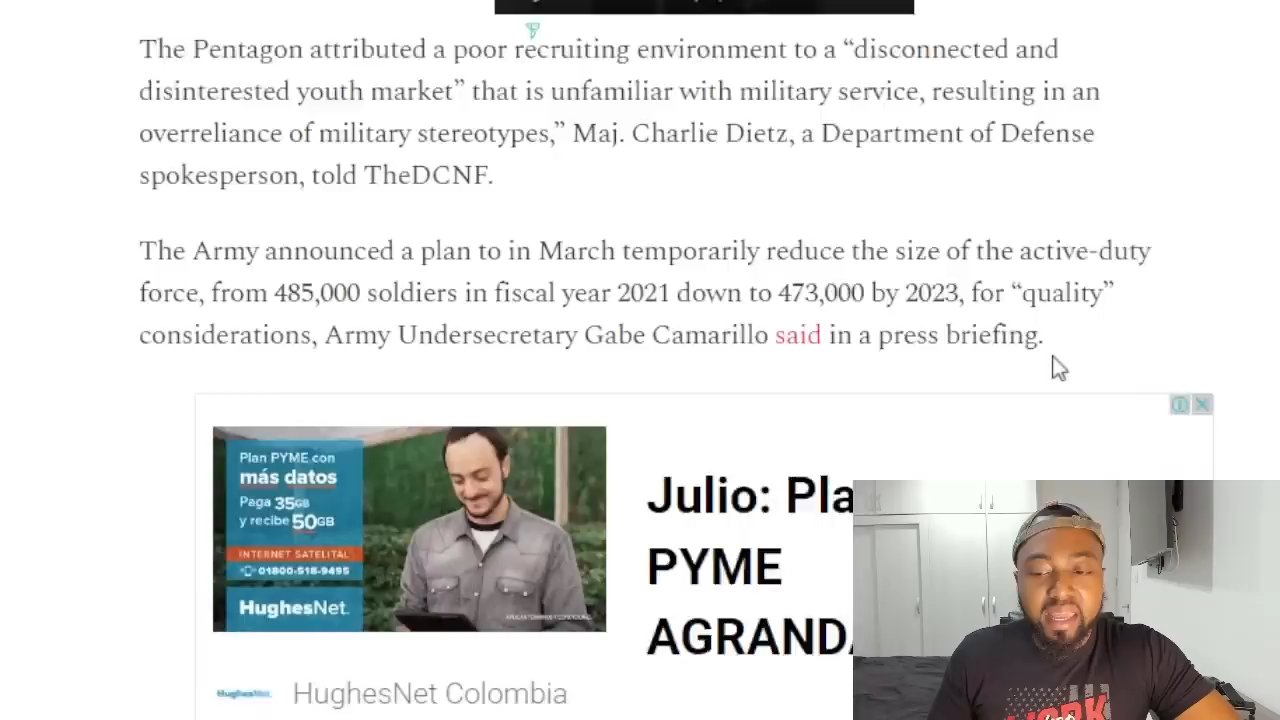 The Pentagon attributed a poor recruiting environment to a “disconnected and
disinterested youth market” that is unfamiliar with military service, resulting in an
overreliance of military stereotypes,” Maj. Charlie Dietz, a Department of Defense
spokesperson, told TheDCNF.
The Army announced a plan to in March temporarily reduce the size of the active-duty
force, from 485,000 soldiers in fiscal year 2021 down to 473,000 by 2023, for “quality”
considerations, Army Undersecretary Gabe Camarillo said in a press briefing.
Plan PYME con
más datos
Paga 35GB
y recibe 50GB
INTERNET SATELITAL
01800-518-9495
HughesNet.
Julio: Pla
PYME
AGRANDA
HughesNet.
HughesNet Colombia
WORK